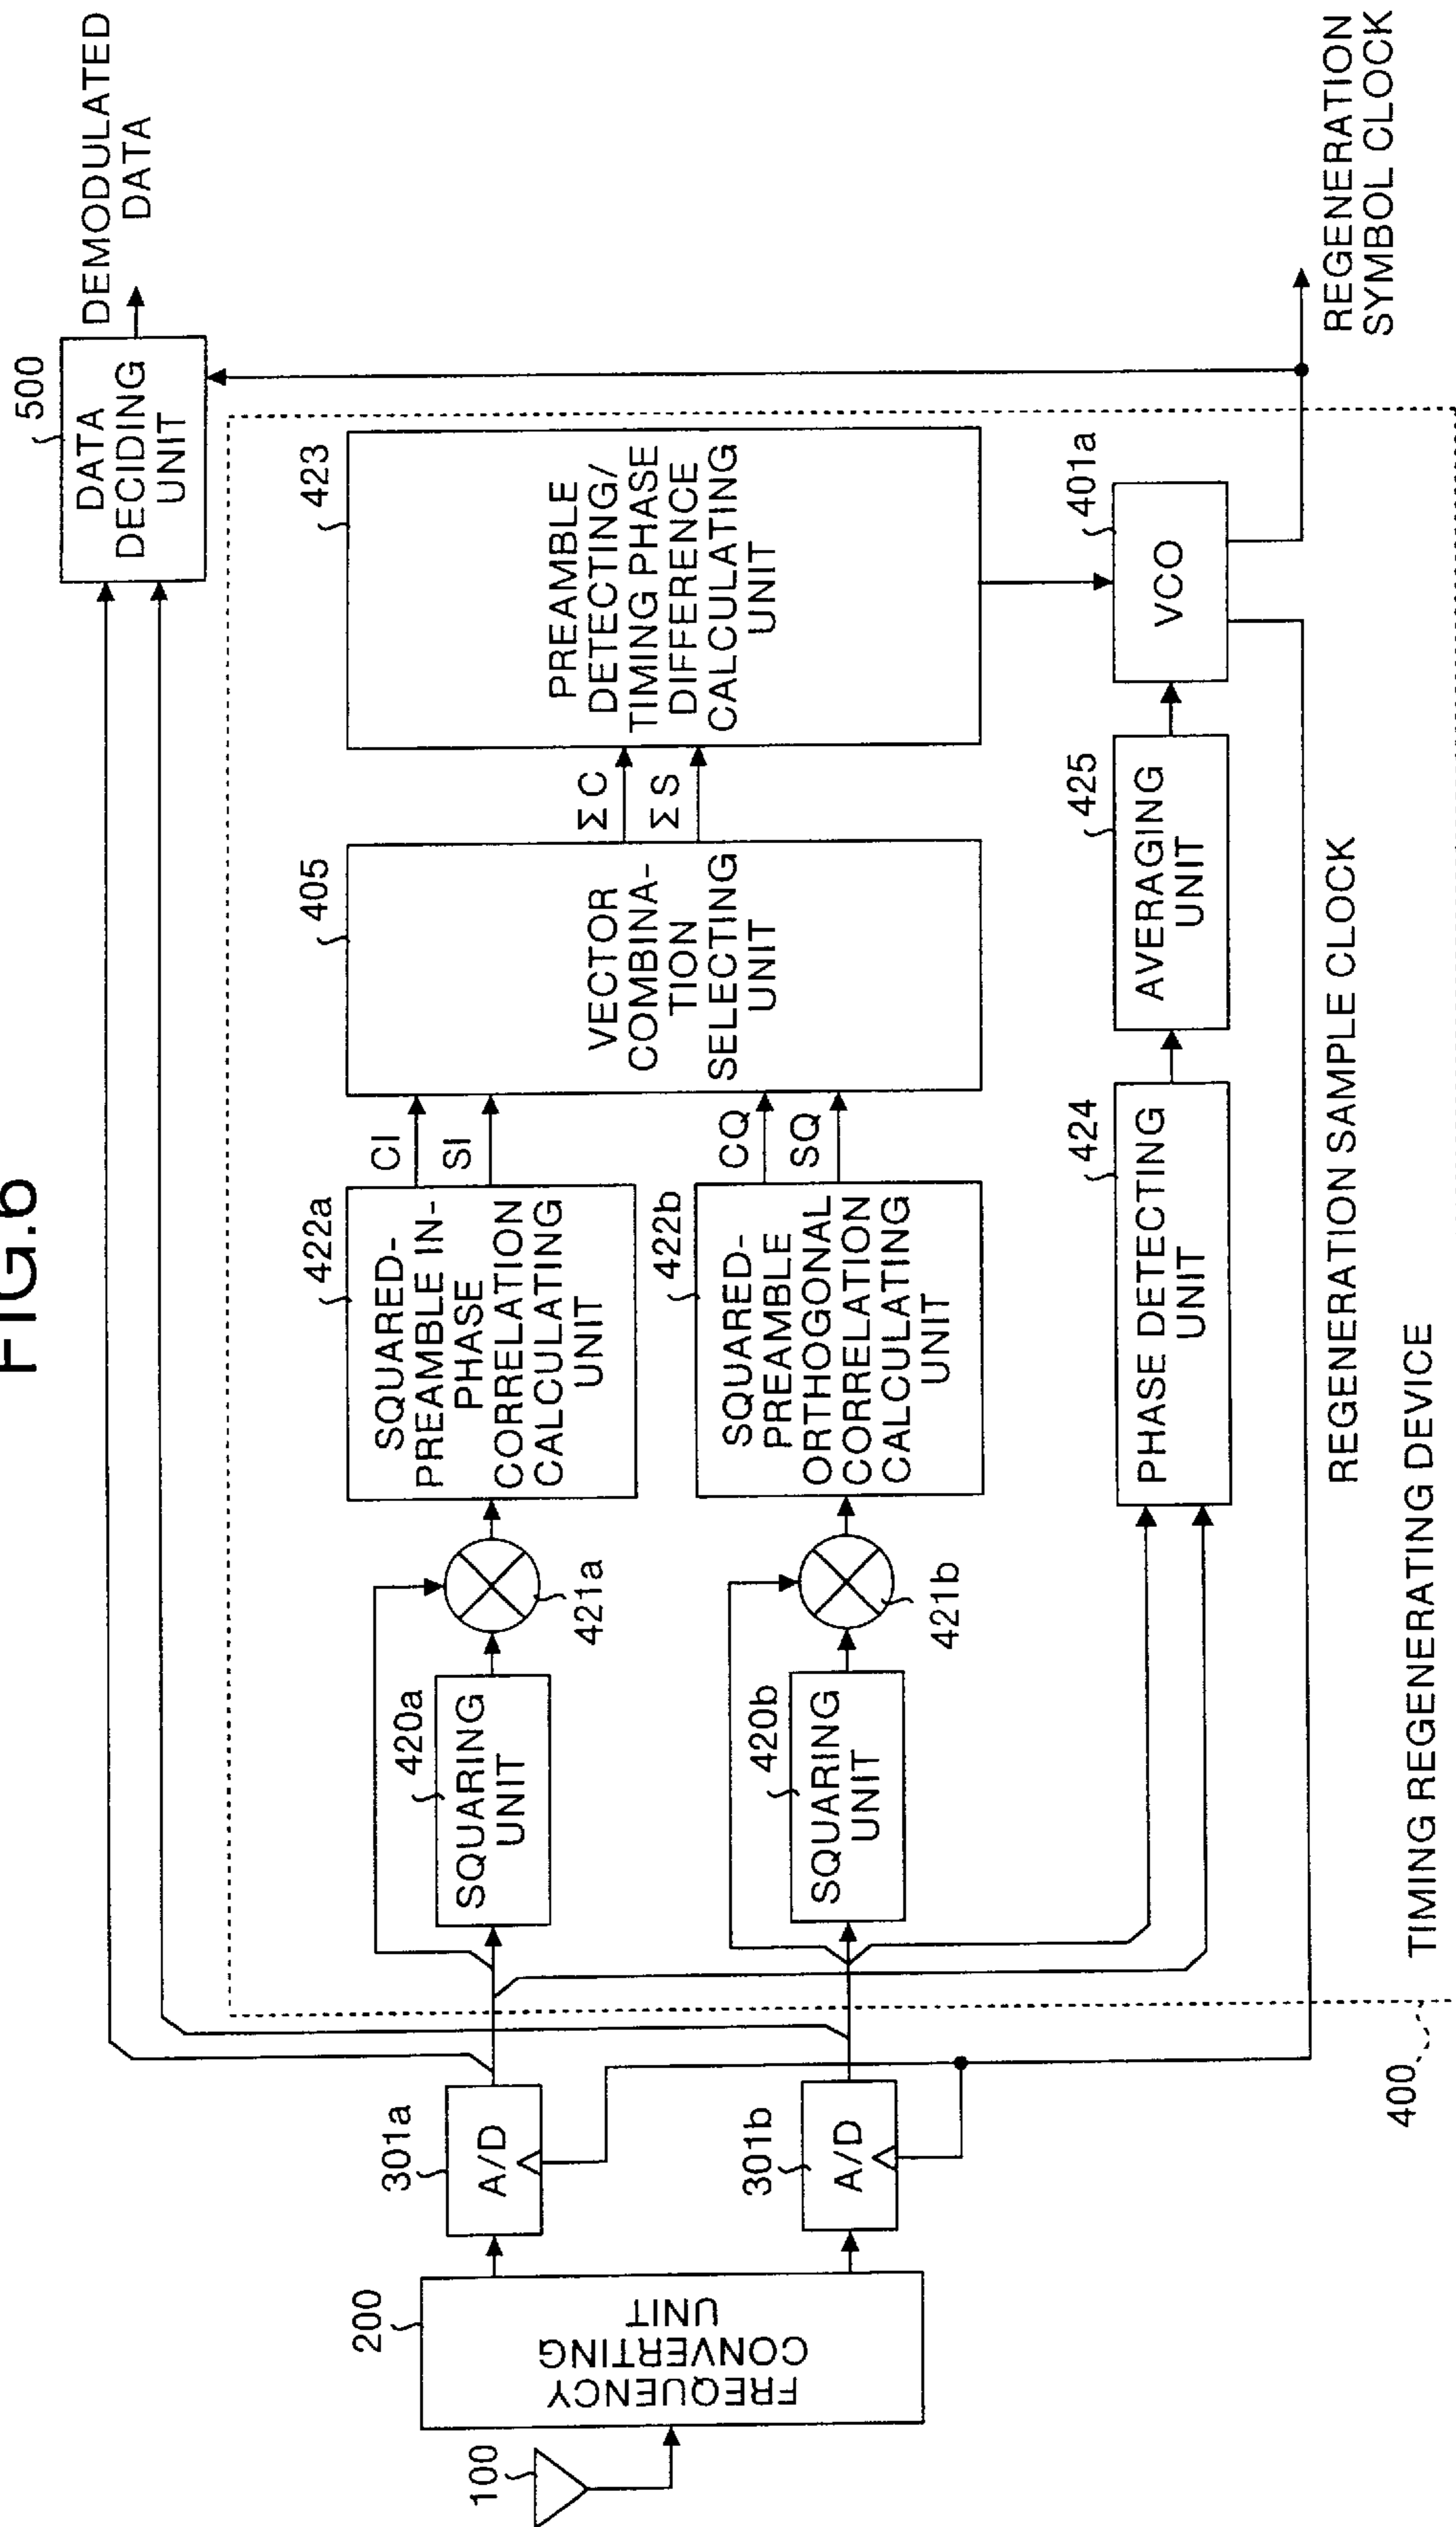 FIG.6
100
200
FREQUENCY
CONVERTING
UNIT
301a
A/D
301b
A/D
420a
SQUARING
UNIT
421a
420b
SQUARING
UNIT
421b
422a
SQUARED-
PREAMBLE IN-
PHASE
CORRELATION
CALCULATING
UNIT
CI
SI
422b
SQUARED-
PREAMBLE
ORTHOGONAL
CORRELATION
CALCULATING
UNIT
CQ
SQ
405
VECTOR
COMBINA-
TION
SELECTING
UNIT
Σ C
Σ S
423
PREAMBLE
DETECTING/
TIMING PHASE
DIFFERENCE
CALCULATING
UNIT
424
PHASE DETECTING
UNIT
425
AVERAGING
UNIT
401a
VCO
500
DATA
DECIDING
UNIT
DEMODULATED
DATA
REGENERATION
SYMBOL CLOCK
REGENERATION SAMPLE CLOCK
400
TIMING REGENERATING DEVICE